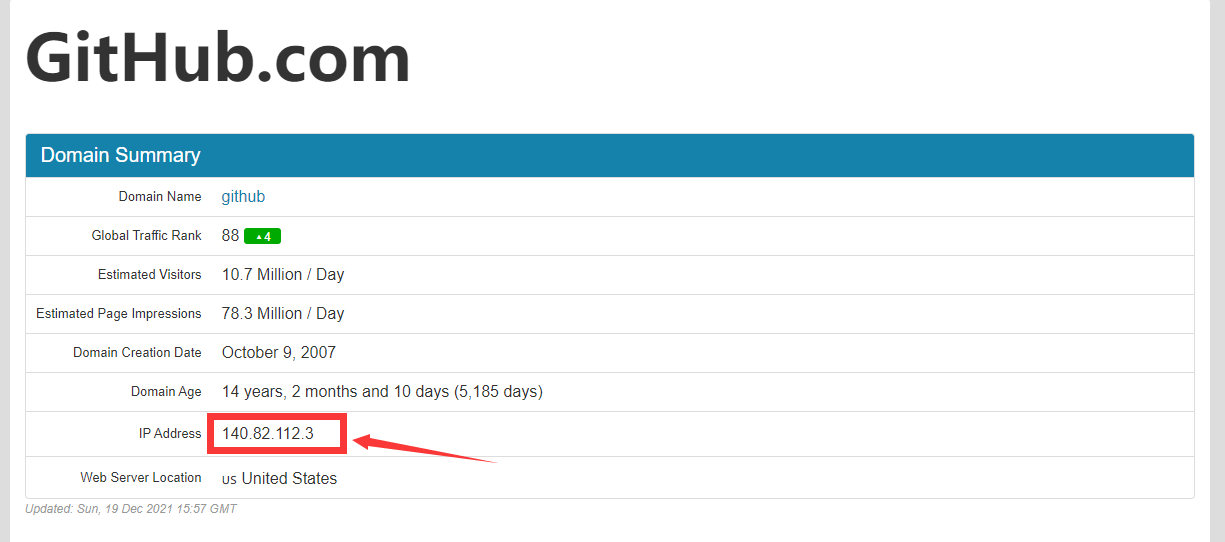 GitHub.com
Domain Summary
Domain Name github
Global Traffic Rank 88 ▲4
Estimated Visitors 10.7 Million / Day
Estimated Page Impressions 78.3 Million / Day
Domain Creation Date October 9, 2007
Domain Age 14 years, 2 months and 10 days (5,185 days)
IP Address 140.82.112.3
Web Server Location US United States
Updated: Sun, 19 Dec 2021 15:57 GMT